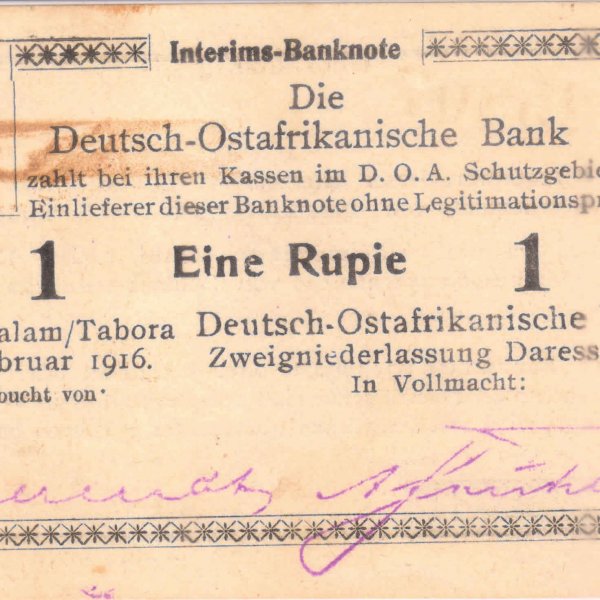 Interims-Banknote
Die
Deutsch-Ostafrikanische Bank
zahlt bei ihren Kassen im D. O. A. Schutzgebie
Einlieferer dieser Banknote ohne Legitimationspr
1 Eine Rupie 1
alam/Tabora
bruar 1916.
bucht von
Deutsch-Ostafrikanische
Zweigniederlassung Daress
In Vollmacht: